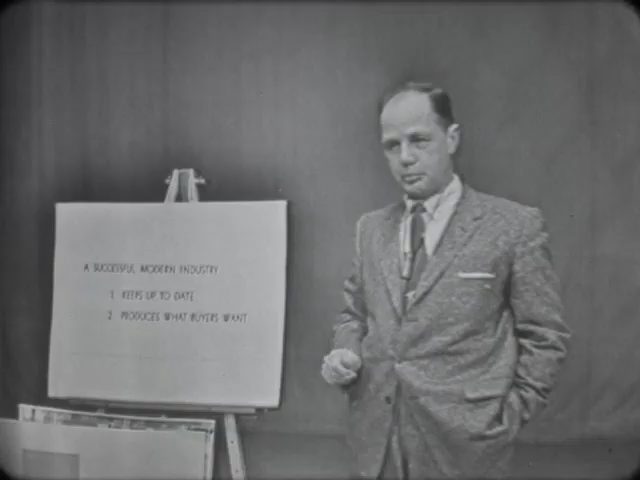 A SUCCESSFUL MODERN INDUSTRY
1. KEEPS UP TO DATE
2. PRODUCES WHAT BUYERS WANT